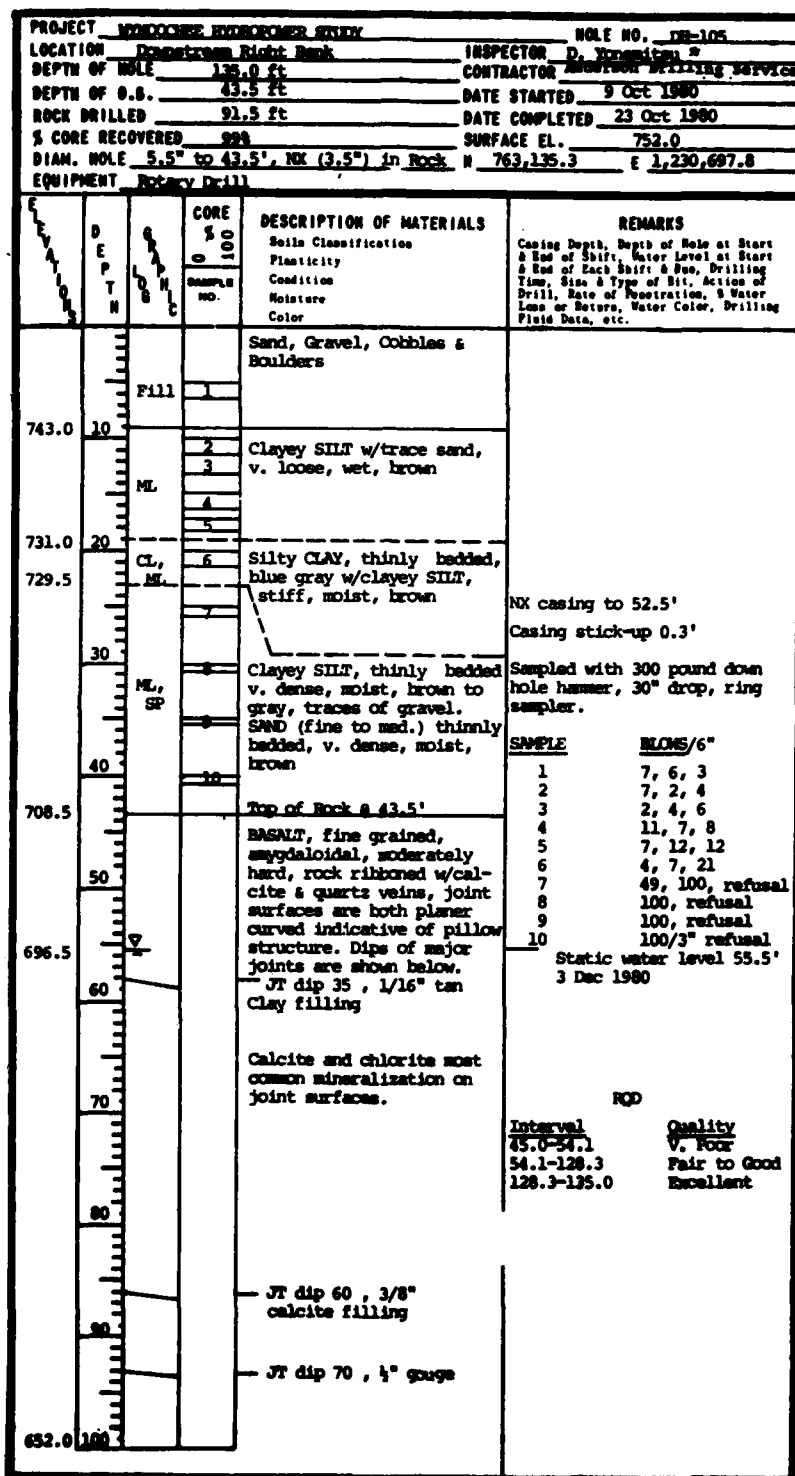 PROJECT WYNOOCHEE HYDROPOWER STUDY HOLE NO. DH-105
LOCATION Downstream Right Bank INSPECTOR D. Yonemitsu *
DEPTH OF HOLE 135.0 ft CONTRACTOR Anderson Drilling Service
DEPTH OF O.B. 43.5 ft DATE STARTED 9 Oct 1980
ROCK DRILLED 91.5 ft DATE COMPLETED 23 Oct 1980
% CORE RECOVERED 99% SURFACE EL. 752.0
DIAM. HOLE 5.5" to 43.5', NX (3.5") in Rock N 763,135.3 E 1,230,697.8
EQUIPMENT Rotary Drill
ELEVATIONS
DEPTH
GRAPHIC LOG
CORE
%
0 100
SAMPLE
NO.
DESCRIPTION OF MATERIALS
Soils Classification
Plasticity
Condition
Moisture
Color
REMARKS
Casing Depth, Depth of Hole at Start
& End of Shift, Water Level at Start
& End of Each Shift & Run, Drilling
Time, Size & Type of Bit, Action of
Drill, Rate of Penetration, % Water
Loss or Return, Water Color, Drilling
Fluid Data, etc.
Sand, Gravel, Cobbles &
Boulders
Fill 1
743.0 10
2
Clayey SILT w/trace sand,
v. loose, wet, brown
3
ML
4
5
731.0 20
CL, ML
6
Silty CLAY, thinly bedded,
blue gray w/clayey SILT,
stiff, moist, brown
729.5
7
NX casing to 52.5'
Casing stick-up 0.3'
30
8
ML,
SP
Clayey SILT, thinly bedded
v. dense, moist, brown to
gray, traces of gravel.
SAND (fine to med.) thinnly
bedded, v. dense, moist,
brown
9
Sampled with 300 pound down
hole hammer, 30" drop, ring
sampler.
40
10
SAMPLE BLOWS/6"
1 7, 6, 3
2 7, 2, 4
3 2, 4, 6
4 11, 7, 8
5 7, 12, 12
6 4, 7, 21
7 49, 100, refusal
8 100, refusal
9 100, refusal
10 100/3" refusal
Top of Rock @ 43.5'
708.5
BASALT, fine grained,
amygdaloidal, moderately
hard, rock ribboned w/cal-
cite & quartz veins, joint
surfaces are both planer
curved indicative of pillow
structure. Dips of major
joints are shown below.
50
696.5
Static water level 55.5'
3 Dec 1980
JT dip 35 , 1/16" tan
Clay filling
60
Calcite and chlorite most
common mineralization on
joint surfaces.
70
RQD
Interval Quality
45.0-54.1 V. Poor
54.1-128.3 Fair to Good
128.3-135.0 Excellent
80
JT dip 60 , 3/8"
calcite filling
90
JT dip 70 , ½" gouge
652.0 100